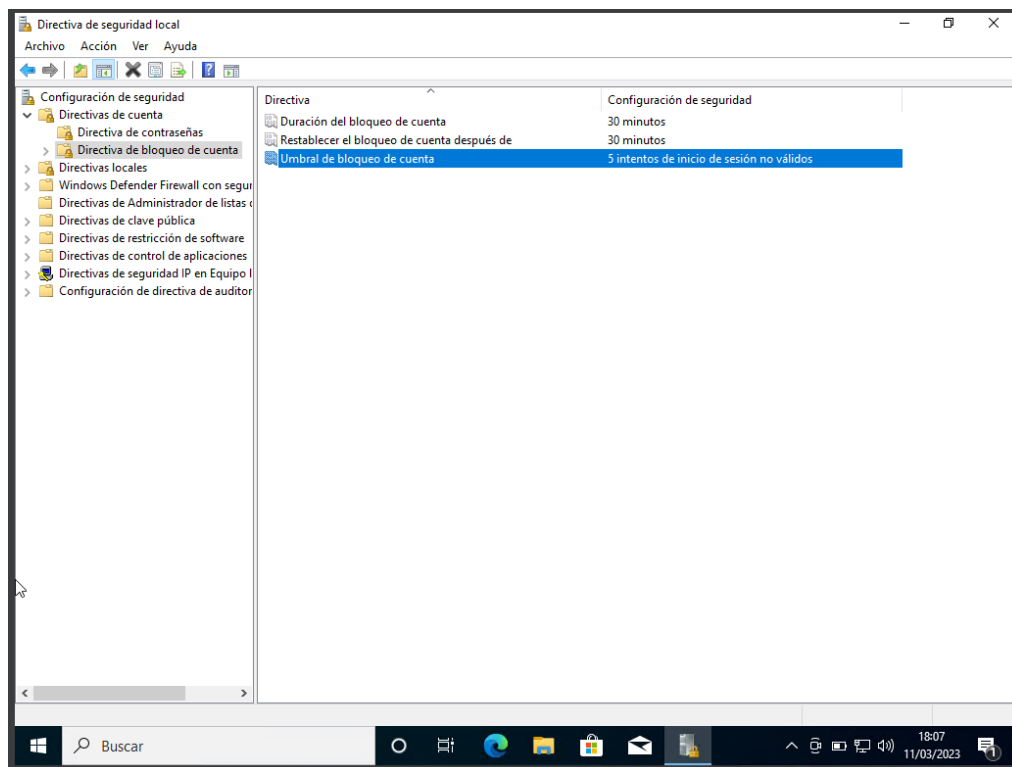 Directiva de seguridad local
Archivo Acción Ver Ayuda
Configuración de seguridad
Directivas de cuenta
Directiva de contraseñas
Directiva de bloqueo de cuenta
Directivas locales
Windows Defender Firewall con segur
Directivas de Administrador de listas
Directivas de clave pública
Directivas de restricción de software
Directivas de control de aplicaciones
Directivas de seguridad IP en Equipo l
Configuración de directiva de auditor
Directiva Configuración de seguridad
Duración del bloqueo de cuenta 30 minutos
Restablecer el bloqueo de cuenta después de 30 minutos
Umbral de bloqueo de cuenta 5 intentos de inicio de sesión no válidos
Buscar
18:07
11/03/2023
1